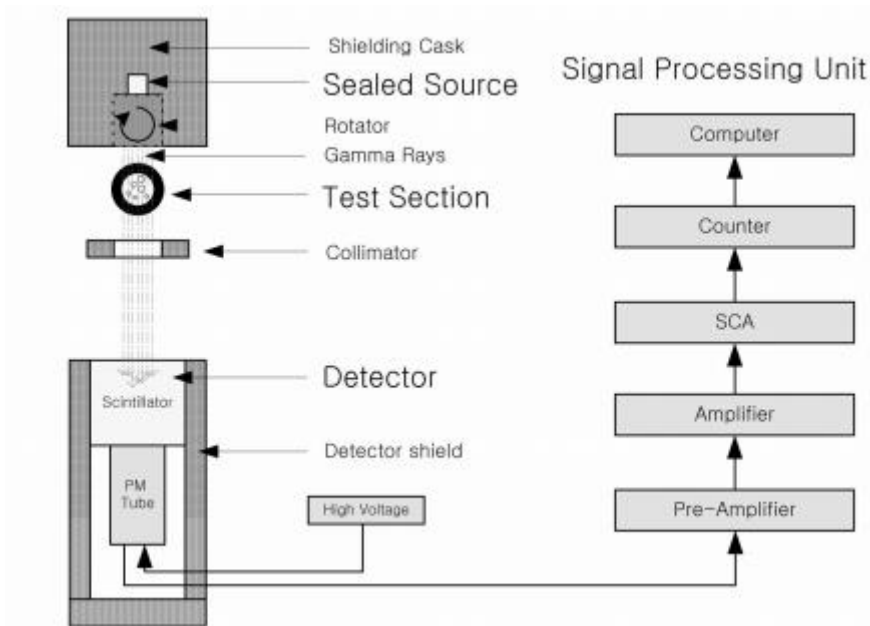 Shielding Cask
Sealed Source
Rotator
Gamma Rays
Test Section
Collimator
Detector
Scintillator
Detector shield
PM
Tube
High Voltage
Signal Processing Unit
Computer
Counter
SCA
Amplifier
Pre-Amplifier